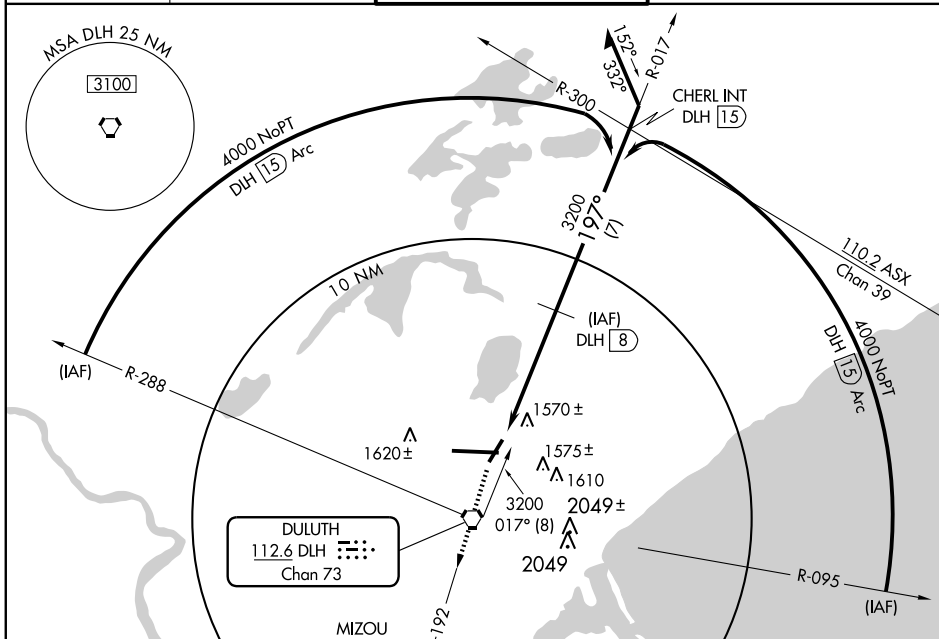 MSA DLH 25 NM
3100
4000 NoPT
DLH 15 Arc
R-300
152°
332°
R-017
CHERL INT
DLH 15
3200
197°
(7)
110.2 ASX
Chan 39
10 NM
(IAF)
DLH 8
4000 NoPT
DLH 15 Arc
(IAF)
R-288
1570 ±
1620 ±
1575 ±
1610
3200
017° (8)
2049 ±
2049
DULUTH
112.6 DLH
Chan 73
R-095
(IAF)
MIZOU
-192